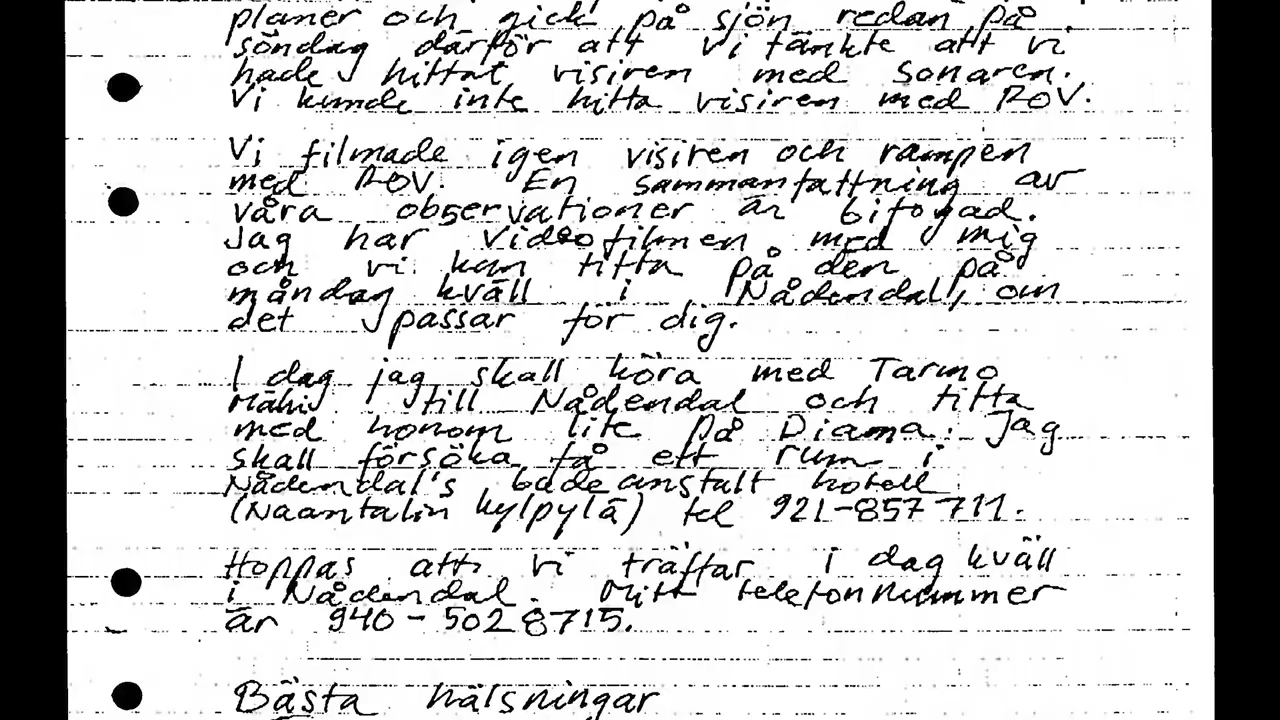 planer och gick på sjön redan på
söndag därför att vi tänkte att vi
hade hittat visiren med sonaren.
Vi kunde inte hitta visiren med ROV.
Vi filmade igen visiren och rampen
med ROV. En sammanfattning av
våra observationer är bifogad.
Jag har videofilmen med mig
och vi kan titta på den på
måndag kväll i Nådendal, om
det passar för dig.
I dag jag skall köra med Tarmo
till Nådendal och titta
med honom lite på Diama. Jag
skall försöka få ett rum i
Nådendal's badeanstalt hotell
(Naantalin kylpylä) tel 921-857 711.
Hoppas att vi träffar i dag kväll
i Nådendal. Mitt telefonnummer
är 940-502 8715.
Bästa hälsningar